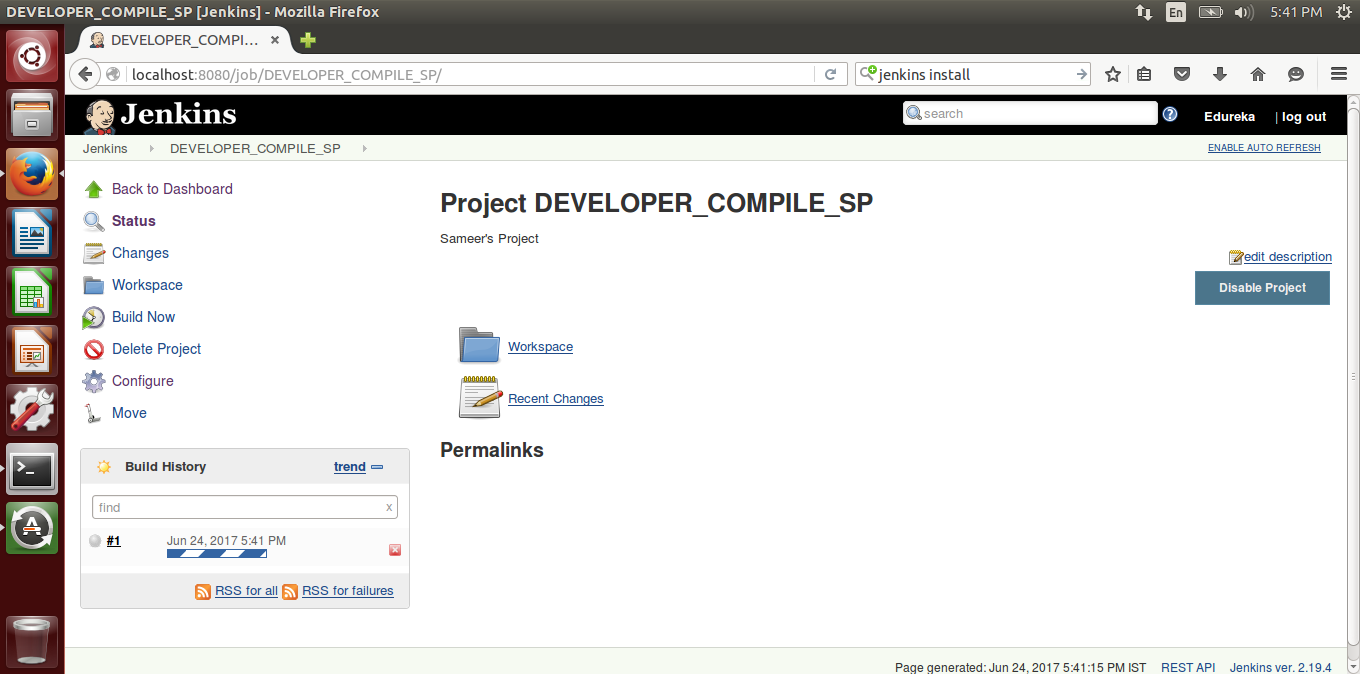 DEVELOPER_COMPILE_SP [Jenkins] - Mozilla Firefox
En
5:41 PM
DEVELOPER_COMPI... ×
localhost:8080/job/DEVELOPER_COMPILE_SP/
jenkins install
Jenkins
search
?
Edureka
| log out
Jenkins
DEVELOPER_COMPILE_SP
ENABLE AUTO REFRESH
Back to Dashboard
Status
Changes
Workspace
Build Now
Delete Project
Configure
Move
Project DEVELOPER_COMPILE_SP
Sameer's Project
edit description
Disable Project
Workspace
Recent Changes
Permalinks
Build History
trend
find
x
#1
Jun 24, 2017 5:41 PM
RSS for all
RSS for failures
Page generated: Jun 24, 2017 5:41:15 PM IST
REST API
Jenkins ver. 2.19.4